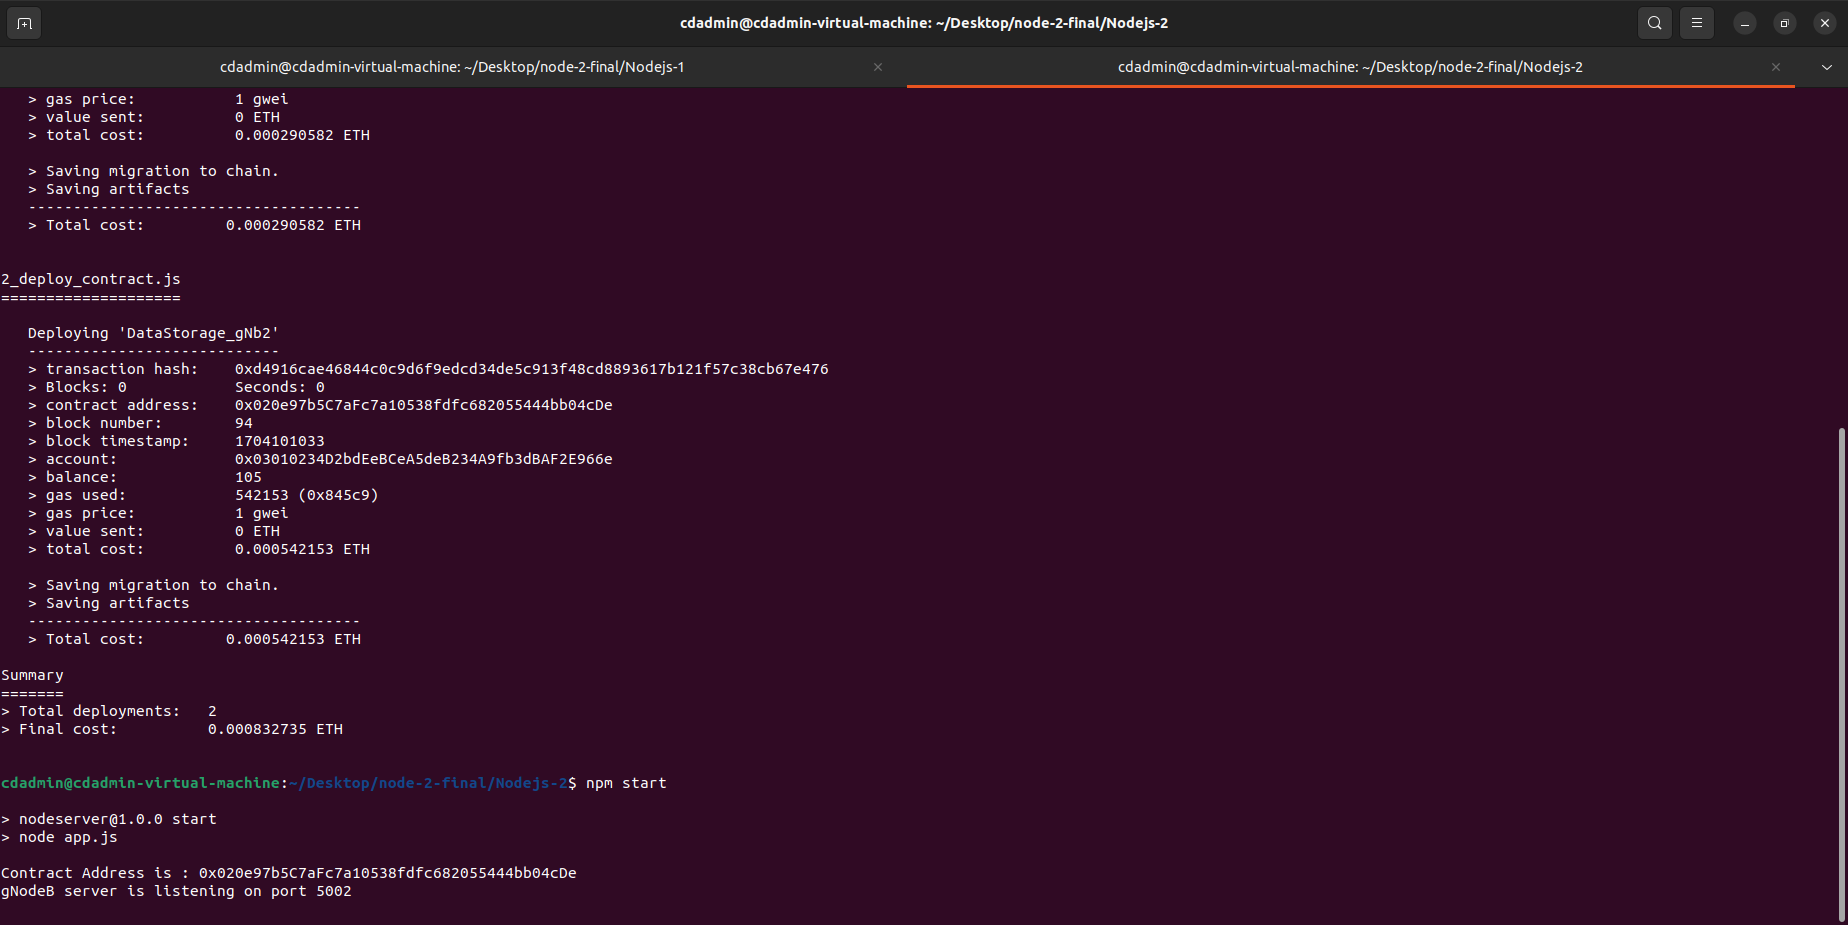 cdadmin@cdadmin-virtual-machine: ~/Desktop/node-2-final/Nodejs-2
cdadmin@cdadmin-virtual-machine: ~/Desktop/node-2-final/Nodejs-1
cdadmin@cdadmin-virtual-machine: ~/Desktop/node-2-final/Nodejs-2
> gas price: 1 gwei
> value sent: 0 ETH
> total cost: 0.000290582 ETH
> Saving migration to chain.
> Saving artifacts
-------------------------------------
> Total cost: 0.000290582 ETH
2_deploy_contract.js
====================
Deploying 'DataStorage_gNb2'
----------------------------
> transaction hash: 0xd4916cae46844c0c9d6f9edcd34de5c913f48cd8893617b121f57c38cb67e476
> Blocks: 0 Seconds: 0
> contract address: 0x020e97b5C7aFc7a10538fdfc682055444bb04cDe
> block number: 94
> block timestamp: 1704101033
> account: 0x03010234D2bdEeBCeA5deB234A9fb3dBAF2E966e
> balance: 105
> gas used: 542153 (0x845c9)
> gas price: 1 gwei
> value sent: 0 ETH
> total cost: 0.000542153 ETH
> Saving migration to chain.
> Saving artifacts
-------------------------------------
> Total cost: 0.000542153 ETH
Summary
=======
> Total deployments: 2
> Final cost: 0.000832735 ETH
cdadmin@cdadmin-virtual-machine:~/Desktop/node-2-final/Nodejs-2$ npm start
> nodeserver@1.0.0 start
> node app.js
Contract Address is : 0x020e97b5C7aFc7a10538fdfc682055444bb04cDe
gNodeB server is listening on port 5002